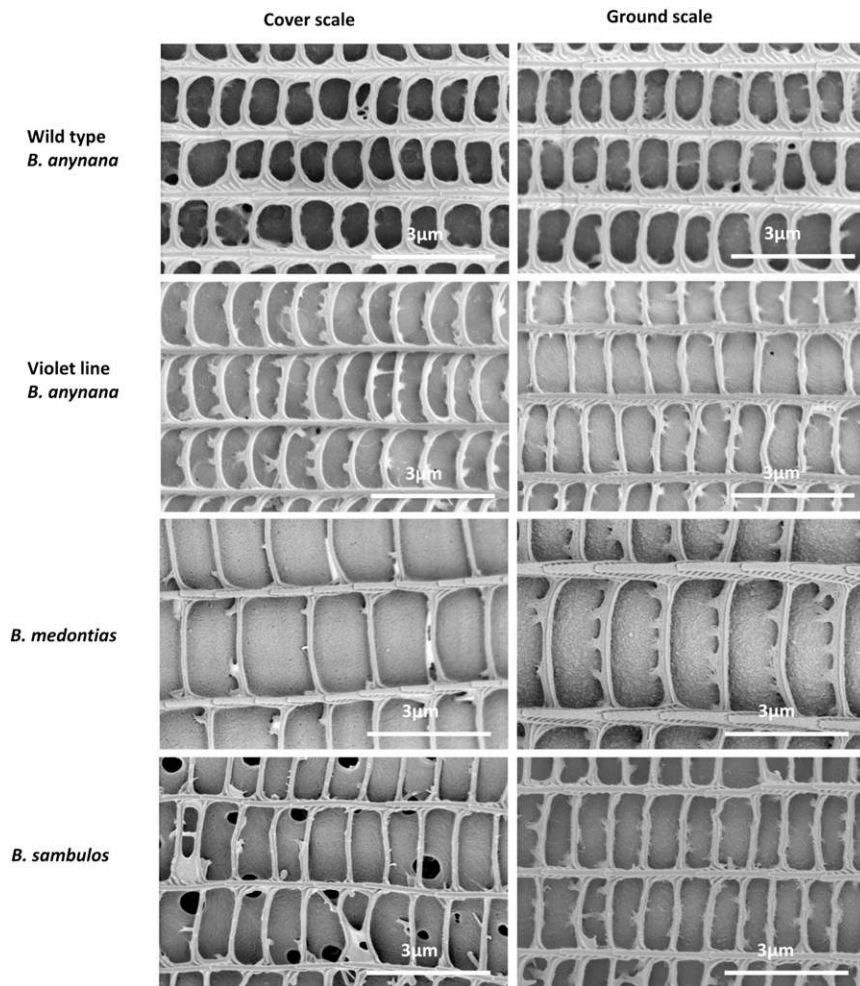 Cover scale
Ground scale
Wild type
B. anynana
3µm
3µm
Violet line
B. anynana
3µm
3µm
B. medontias
3µm
3µm
B. sambulos
3µm
3µm